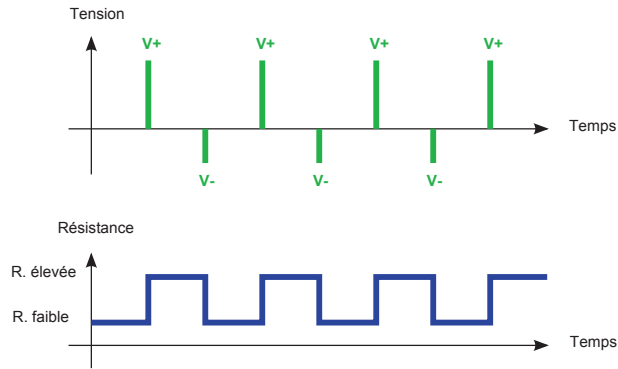 Tension
V+ V+ V+ V+
Temps
V- V- V-
Résistance
R. élevée
R. faible
Temps